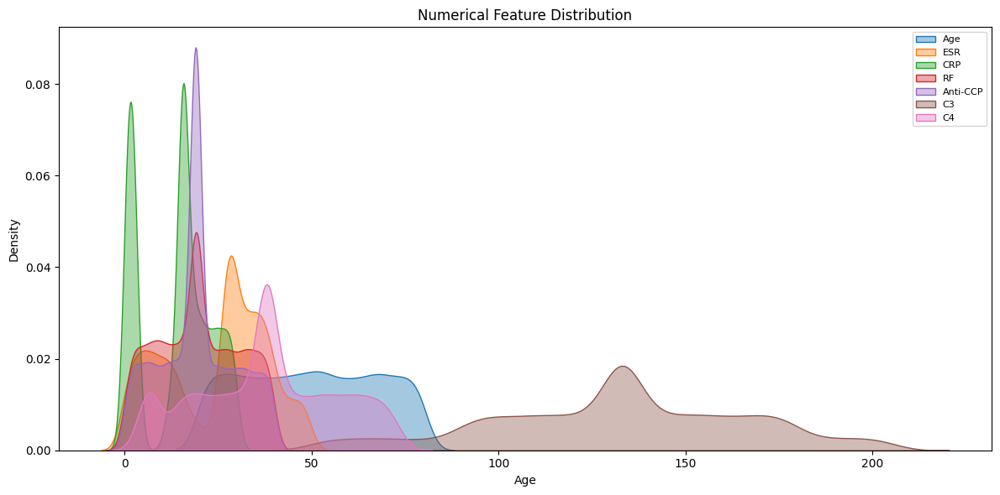 Numerical Feature Distribution
Age
ESR
CRP
RF
Anti-CCP
C3
C4
Density
0.08
0.06
0.04
0.02
0.00
0
50
100
150
200
Age